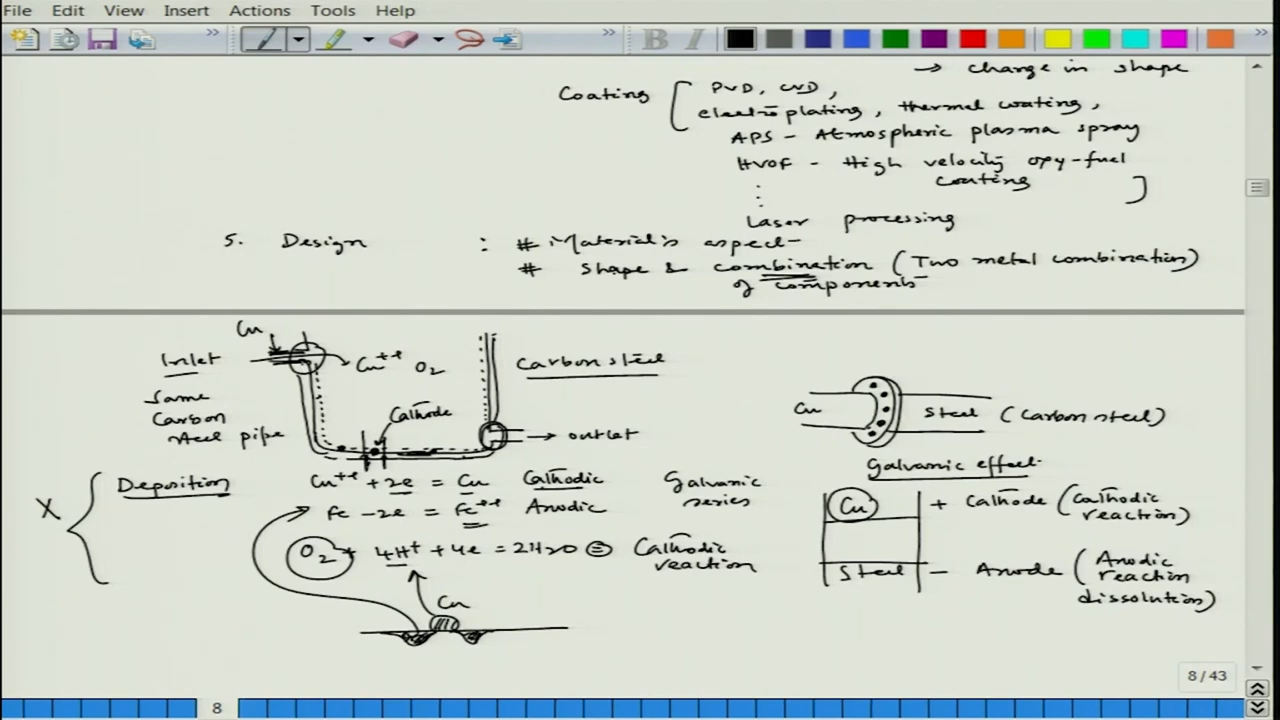 File Edit View Insert Actions Tools Help
→ change in shape
Coating [ PVD, CVD,
electroplating, thermal coating,
APS - Atmospheric plasma spray
HVOF - High velocity opy-fuel
coating ]
Laser processing
5. Design : # Material's aspect
# Shape & combination (Two metal combination)
of components
Cu
Inlet
Cu++ O2
Carbon steel
Same
Carbon
steel pipe
Cathode
→ outlet
Cu
Steel (Carbon steel)
Galvanic effect
X { Deposition
Cu++ + 2e = Cu Cathodic
Fe - 2e = Fe++ Anodic
Galvanic
series
O2 + 4H+ + 4e = 2H2O = Cathodic
reaction
Cu
Cu + Cathode (Cathodic
reaction)
Steel - Anode (Anodic
reaction
dissolution)
8 / 43
8